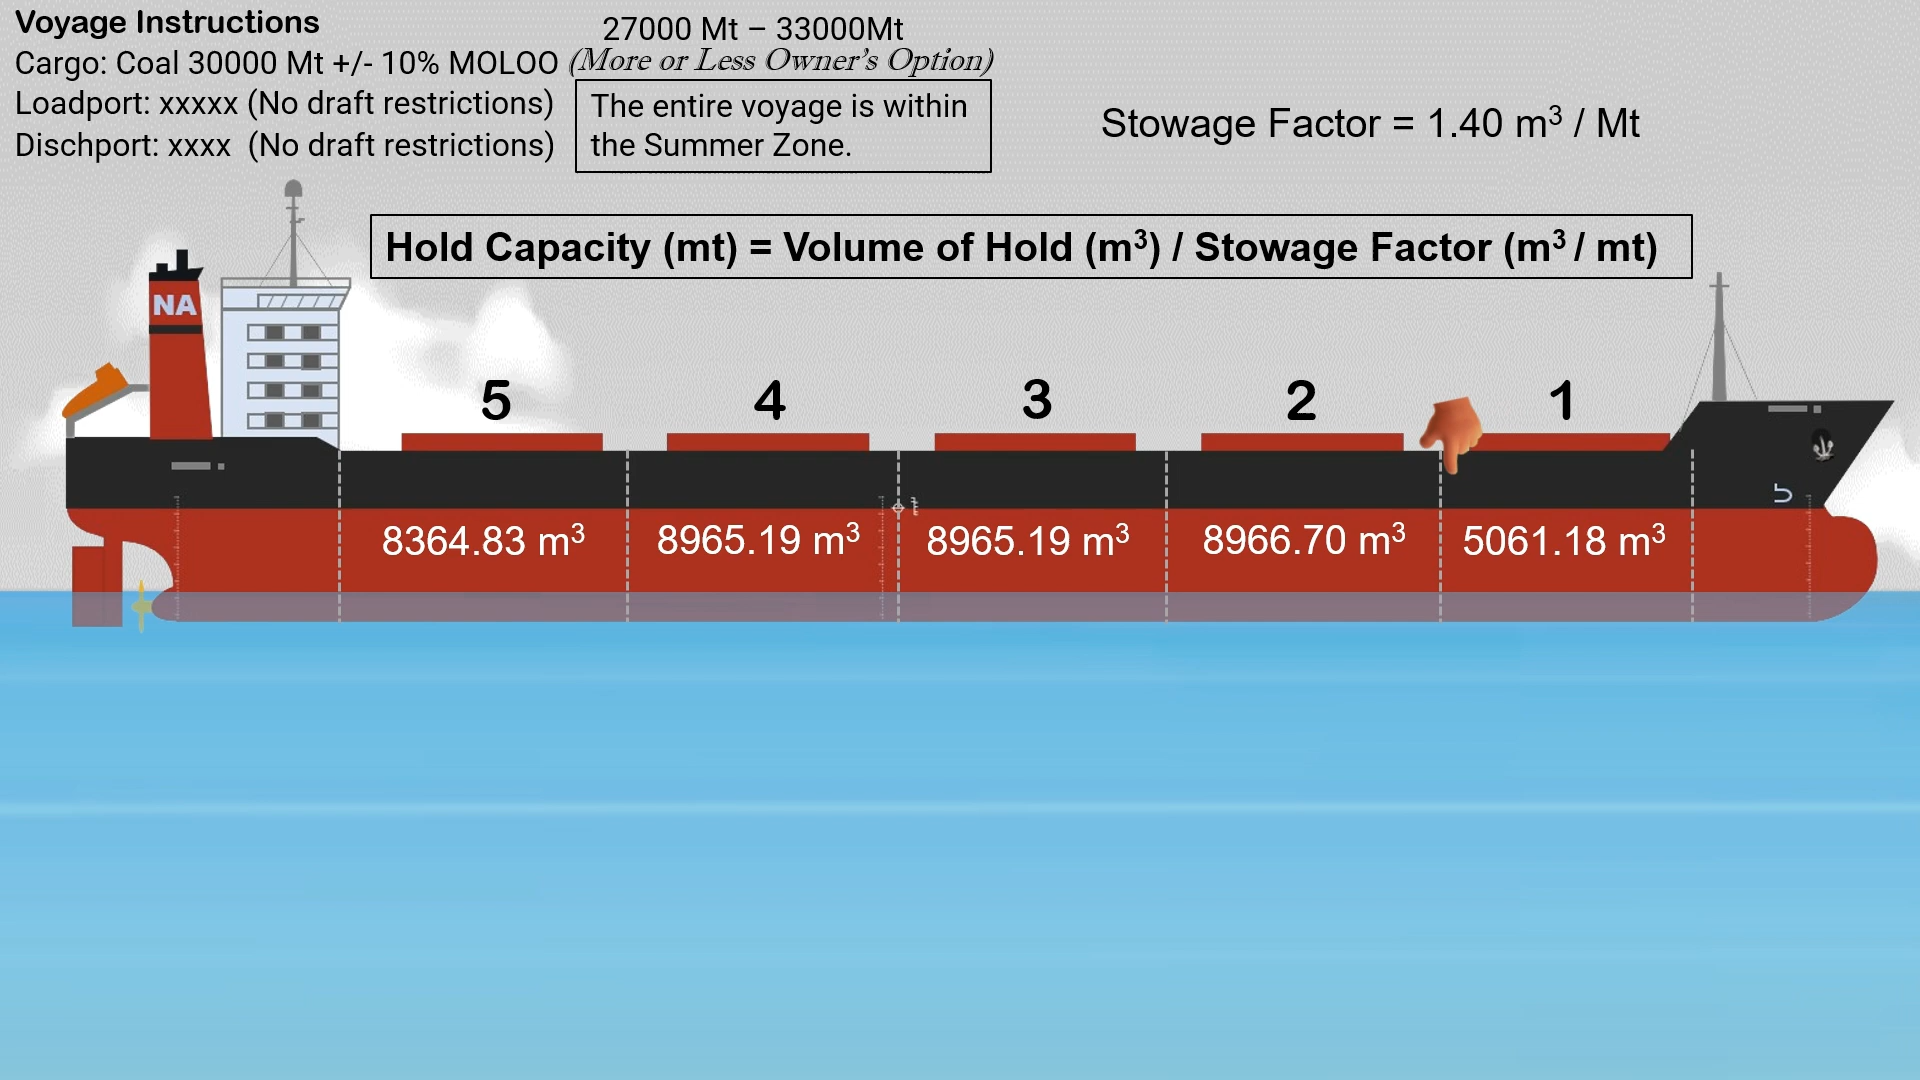 Voyage Instructions
27000 Mt – 33000Mt
Cargo: Coal 30000 Mt +/- 10% MOLOO (More or Less Owner's Option)
Loadport: xxxxx (No draft restrictions)
Dischport: xxxx (No draft restrictions)
The entire voyage is within
the Summer Zone.
Stowage Factor = 1.40 m³ / Mt
Hold Capacity (mt) = Volume of Hold (m³) / Stowage Factor (m³ / mt)
NA
5 4 3 2 1
8364.83 m³ 8965.19 m³ 8965.19 m³ 8966.70 m³ 5061.18 m³